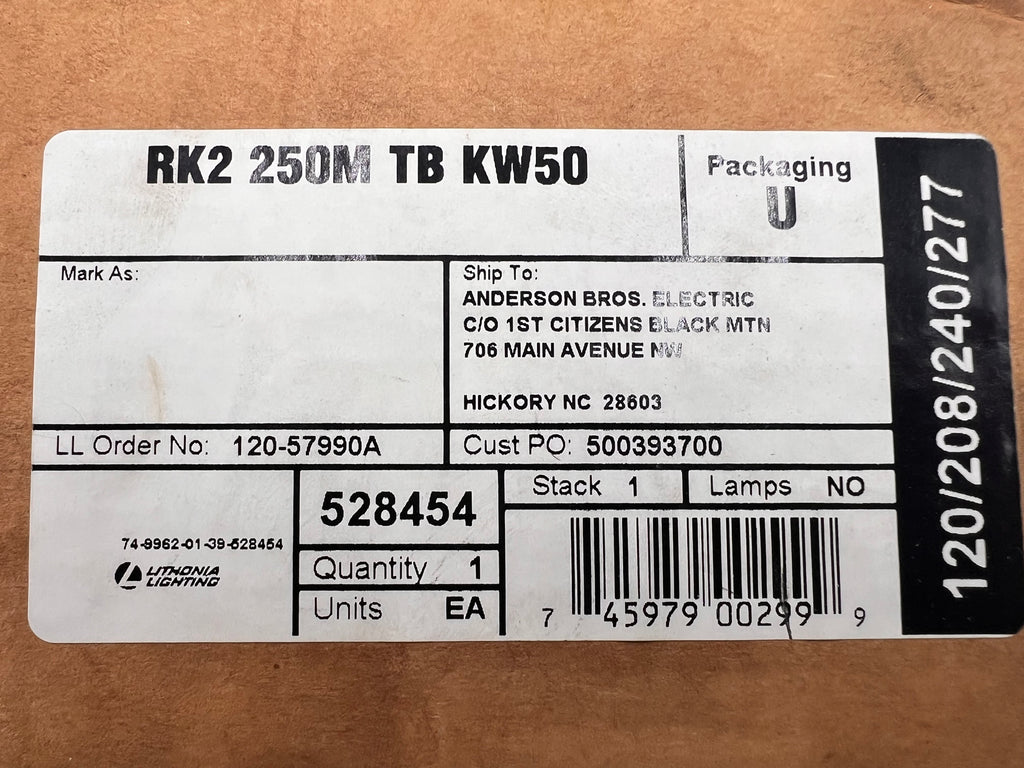 RK2 250M TB KW50
Packaging
U
120/208/240/277
Mark As:
Ship To:
ANDERSON BROS. ELECTRIC
C/O 1ST CITIZENS BLACK MTN
706 MAIN AVENUE NW
HICKORY NC 28603
LL Order No: 120-57990A
Cust PO: 500393700
528454
Stack 1
Lamps NO
74-9962-01-39-528454
LITHONIA
LIGHTING
Quantity 1
Units EA
7 45979 00299 9